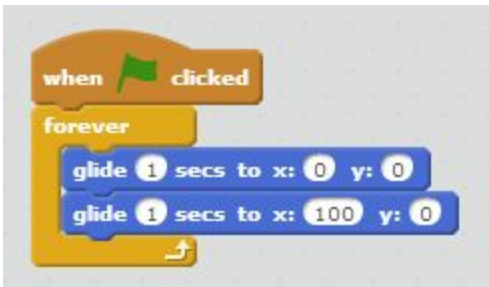 when clicked
forever
glide 1 secs to x: 0 y: 0
glide 1 secs to x: 100 y: 0